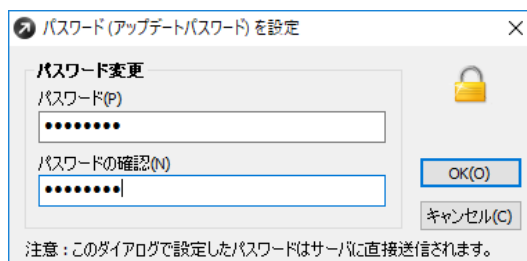 パスワード (アップデートパスワード) を設定
パスワード変更
パスワード(P)
●●●●●●●●
パスワードの確認(N)
●●●●●●●●
OK(O)
キャンセル(C)
注意 : このダイアログで設定したパスワードはサーバに直接送信されます。